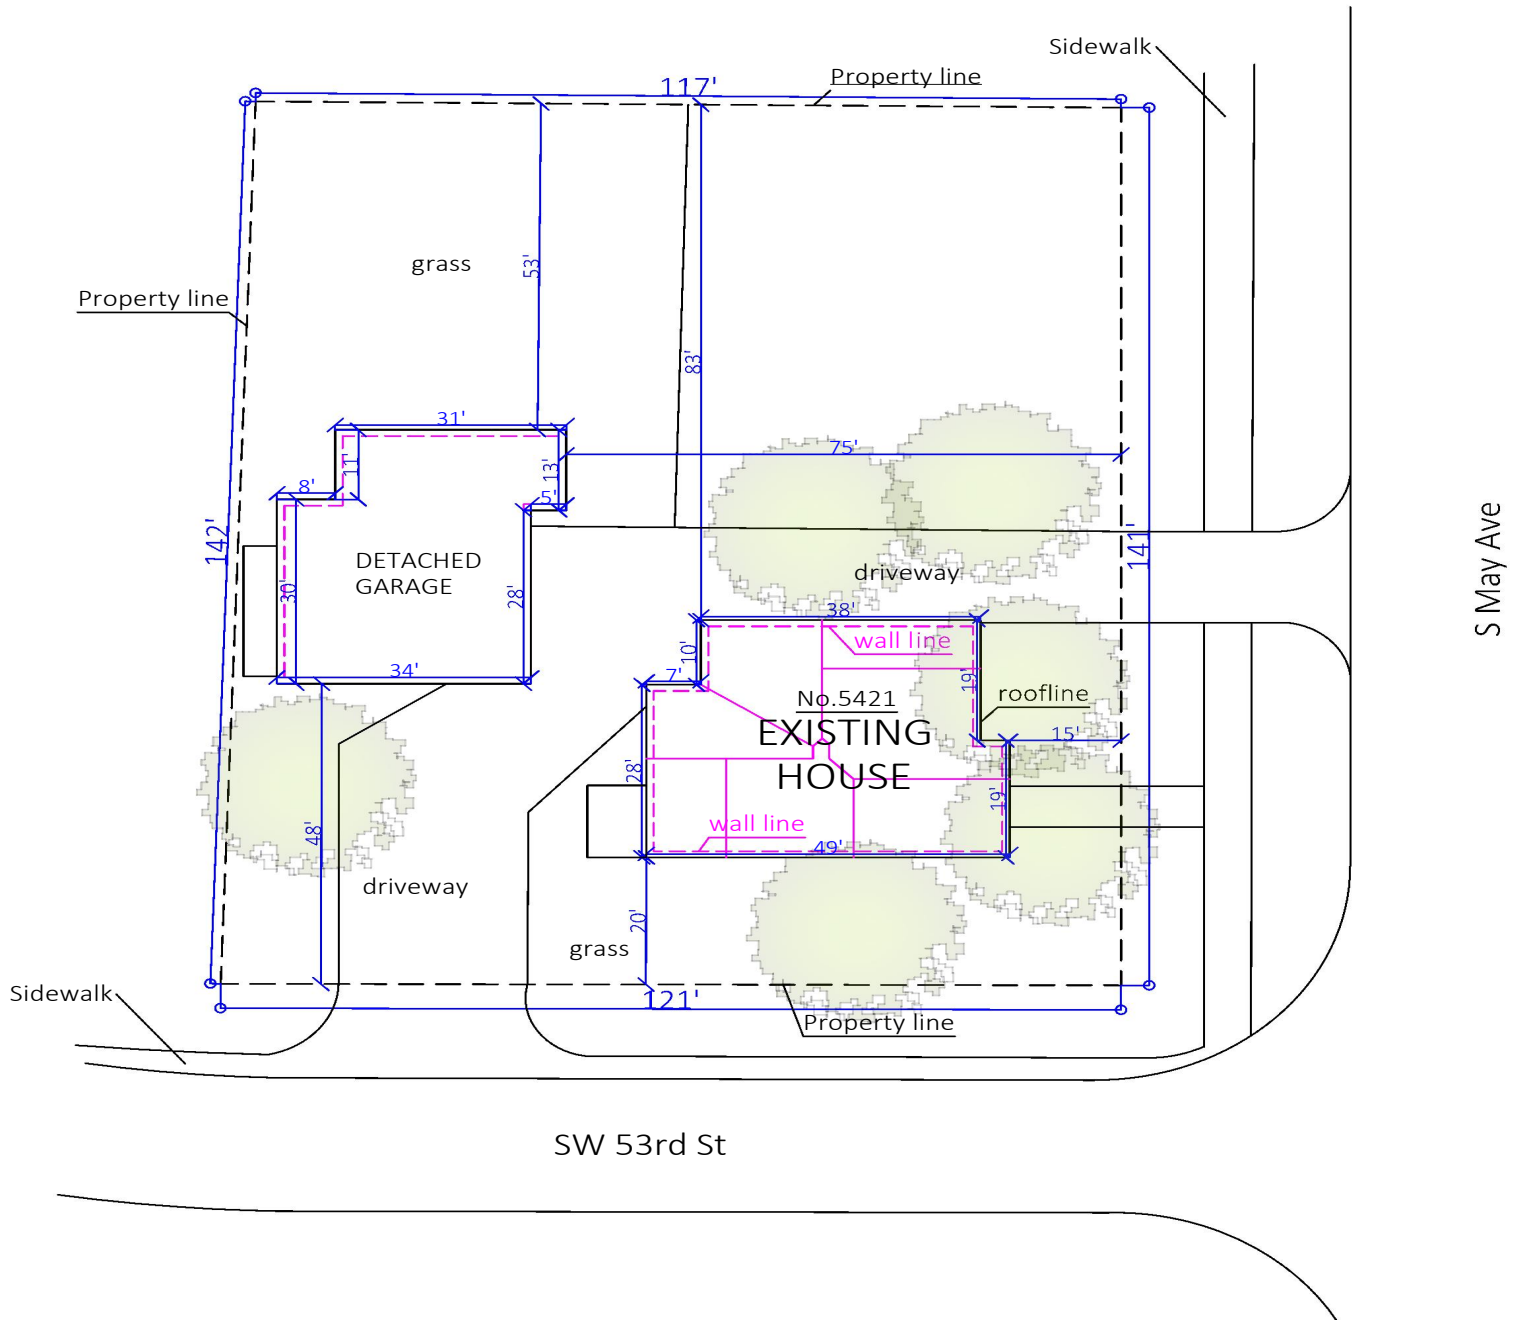 Sidewalk
117'
Property line
grass
53'
Property line
83'
31'
75'
11'
13'
8'
5'
142'
141'
S May Ave
DETACHED
GARAGE
driveway
30'
28'
38'
wall line
10'
34'
7'
19'
roofline
No.5421
EXISTING
HOUSE
15'
28'
19'
wall line
48'
49'
driveway
20'
grass
Sidewalk
121'
Property line
SW 53rd St